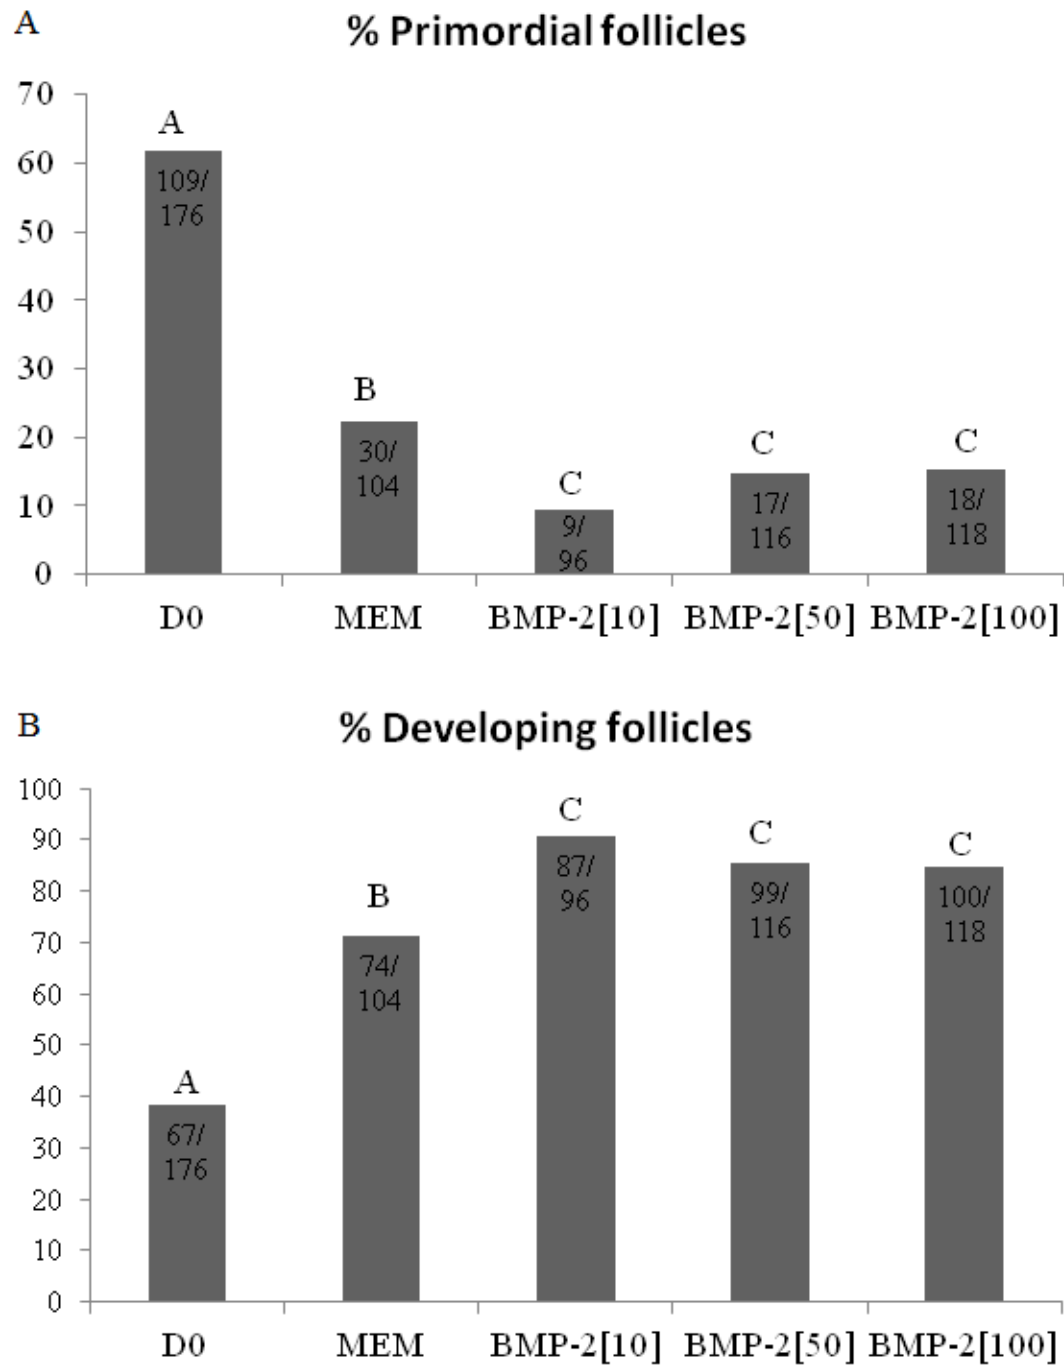 A
% Primordial follicles
70
60
50
40
30
20
10
0
A
109/
176
B
30/
104
C
9/
96
C
17/
116
C
18/
118
D0 MEM BMP-2[10] BMP-2[50] BMP-2[100]
B
% Developing follicles
100
90
80
70
60
50
40
30
20
10
0
A
67/
176
B
74/
104
C
87/
96
C
99/
116
C
100/
118
D0 MEM BMP-2[10] BMP-2[50] BMP-2[100]